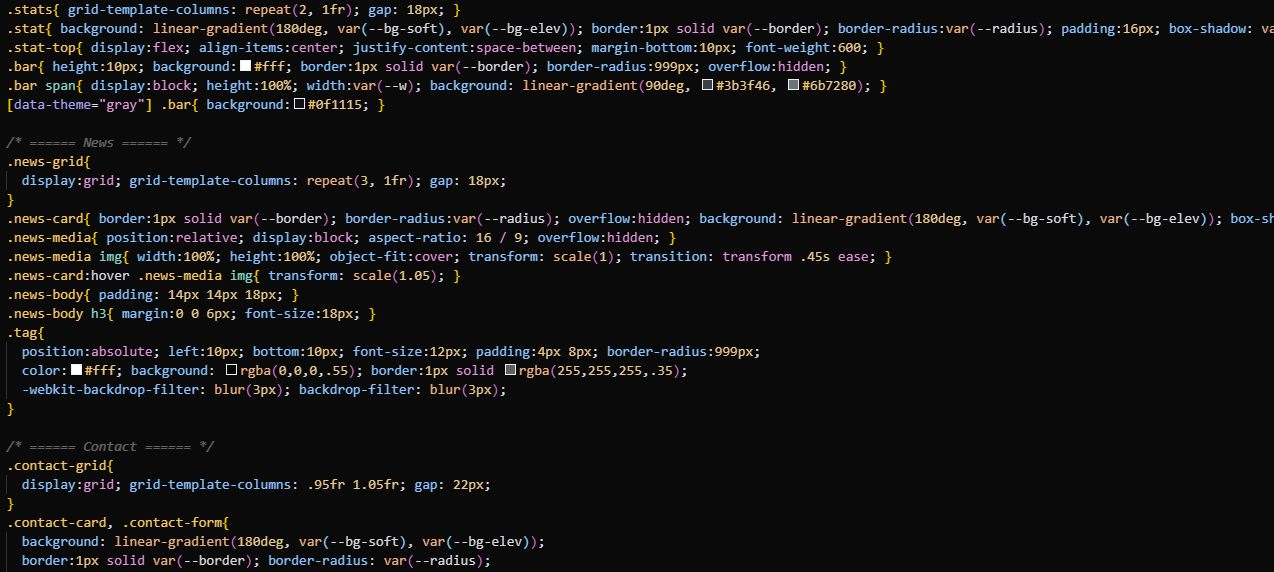 .stats{ grid-template-columns: repeat(2, 1fr); gap: 18px; }
.stat{ background: linear-gradient(180deg, var(--bg-soft), var(--bg-elev)); border:1px solid var(--border); border-radius:var(--radius); padding:16px; box-shadow: va
.stat-top{ display:flex; align-items:center; justify-content:space-between; margin-bottom:10px; font-weight:600; }
.bar{ height:10px; background:#fff; border:1px solid var(--border); border-radius:999px; overflow:hidden; }
.bar span{ display:block; height:100%; width:var(--w); background: linear-gradient(90deg, #3b3f46, #6b7280); }
[data-theme="gray"] .bar{ background:#0f1115; }
/* ====== News ====== */
.news-grid{
display:grid; grid-template-columns: repeat(3, 1fr); gap: 18px;
}
.news-card{ border:1px solid var(--border); border-radius:var(--radius); overflow:hidden; background: linear-gradient(180deg, var(--bg-soft), var(--bg-elev)); box-sh
.news-media{ position:relative; display:block; aspect-ratio: 16 / 9; overflow:hidden; }
.news-media img{ width:100%; height:100%; object-fit:cover; transform: scale(1); transition: transform .45s ease; }
.news-card:hover .news-media img{ transform: scale(1.05); }
.news-body{ padding: 14px 14px 18px; }
.news-body h3{ margin:0 0 6px; font-size:18px; }
.tag{
position:absolute; left:10px; bottom:10px; font-size:12px; padding:4px 8px; border-radius:999px;
color:#fff; background: rgba(0,0,0,.55); border:1px solid rgba(255,255,255,.35);
-webkit-backdrop-filter: blur(3px); backdrop-filter: blur(3px);
}
/* ====== Contact ====== */
.contact-grid{
display:grid; grid-template-columns: .95fr 1.05fr; gap: 22px;
}
.contact-card, .contact-form{
background: linear-gradient(180deg, var(--bg-soft), var(--bg-elev));
border:1px solid var(--border); border-radius: var(--radius);